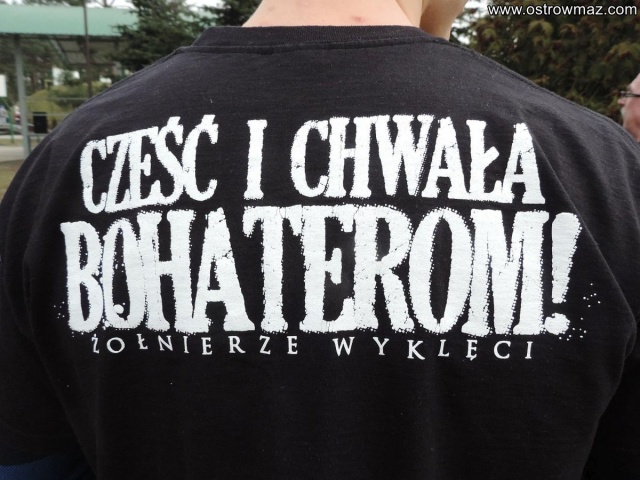 www.ostrowmaz.com
CZEŚĆ I CHWAŁA
BOHATEROM!
ŻOŁNIERZE WYKLĘCI